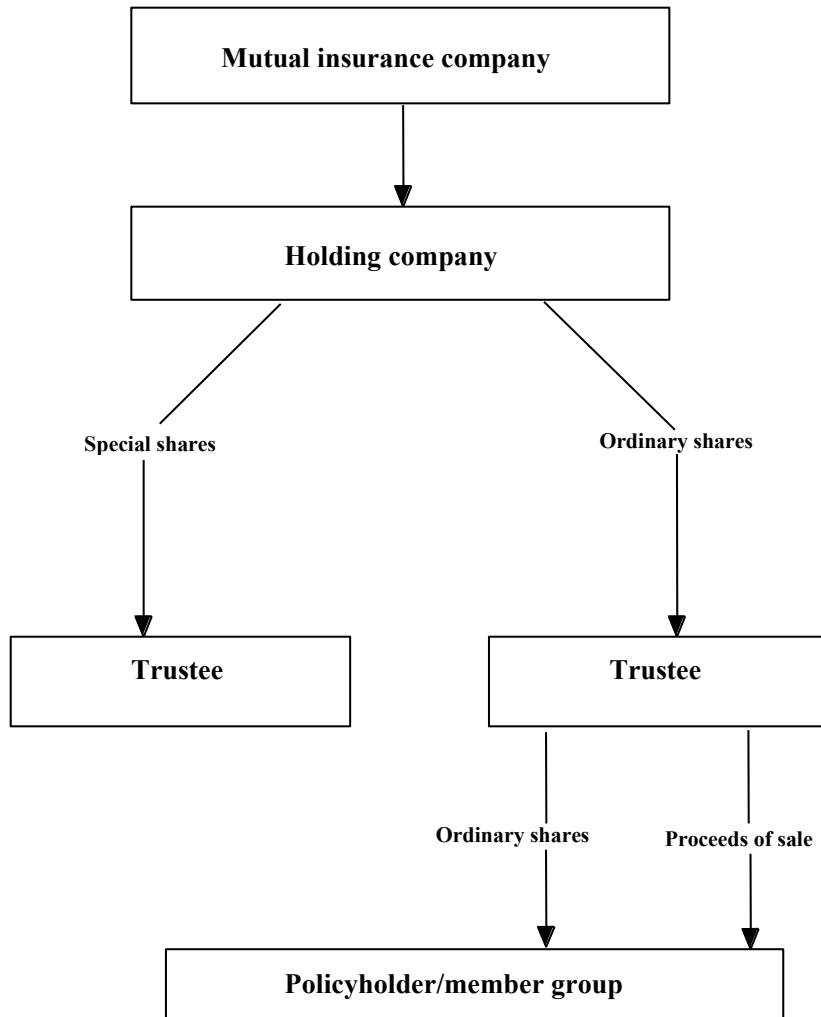 Mutual insurance company
Holding company
Special shares
Ordinary shares
Trustee
Trustee
Ordinary shares
Proceeds of sale
Policyholder/member group